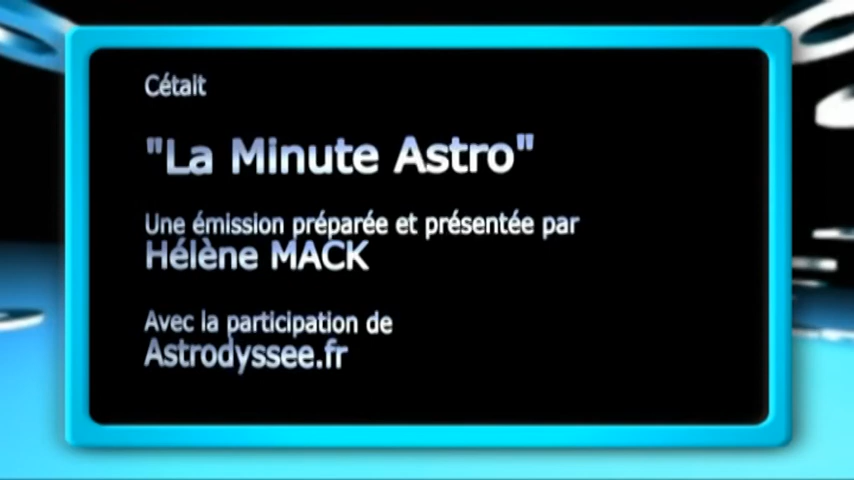 Cétait
"La Minute Astro"
Une émission préparée et présentée par
Hélène MACK
Avec la participation de
Astrodyssee.fr